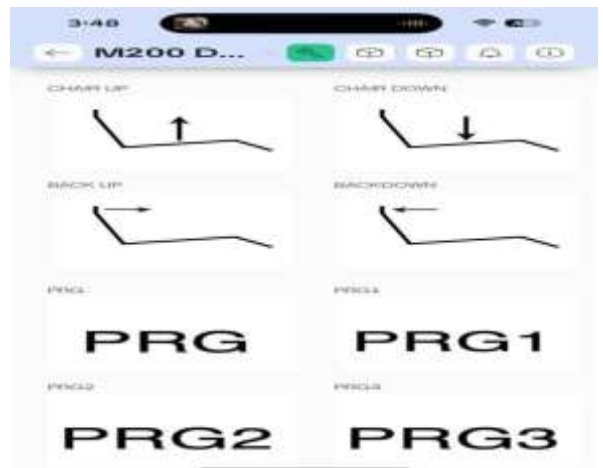 3:48
M200 D...
CHAIR UP CHAIR DOWN
BACK UP BACKDOWN
PRG PRG1
PRG PRG1
PRG2 PRG3
PRG2 PRG3